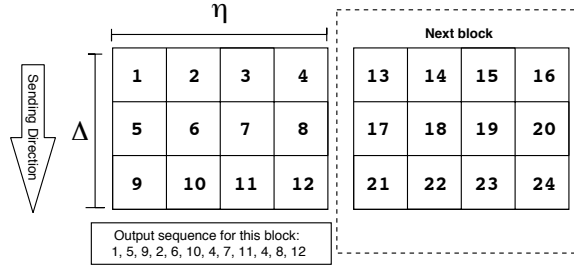 η
Next block
Sending Direction
Δ
1 2 3 4
5 6 7 8
9 10 11 12
13 14 15 16
17 18 19 20
21 22 23 24
Output sequence for this block:
1, 5, 9, 2, 6, 10, 4, 7, 11, 4, 8, 12